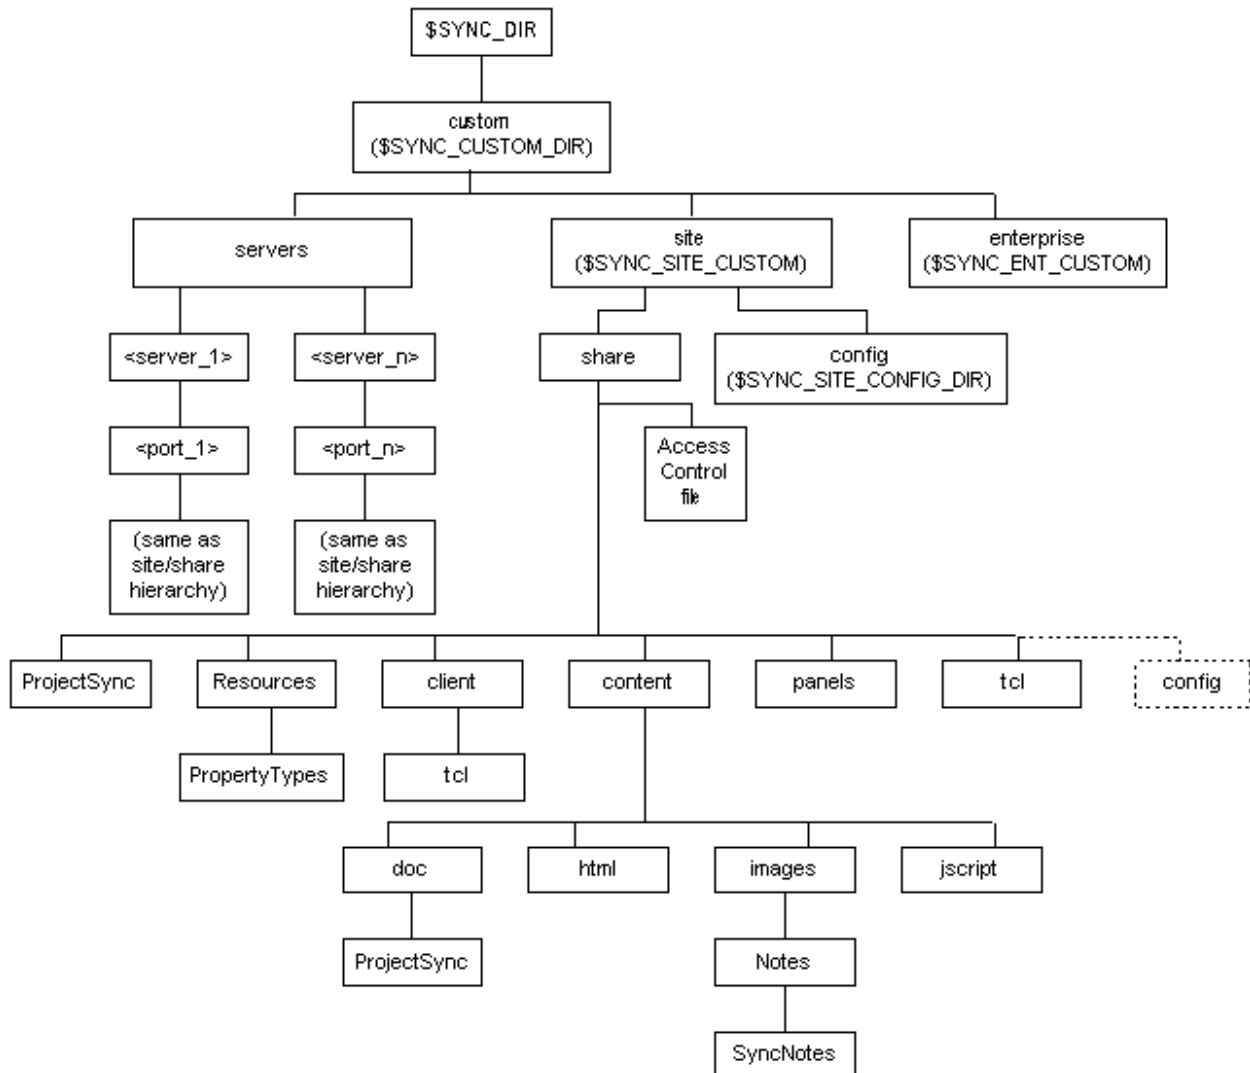 $SYNC_DIR
custom
($SYNC_CUSTOM_DIR)
servers
site
($SYNC_SITE_CUSTOM)
enterprise
($SYNC_ENT_CUSTOM)
<server_1>
<server_n>
share
config
($SYNC_SITE_CONFIG_DIR)
<port_1>
<port_n>
Access
Control
file
(same as
site/share
hierarchy)
(same as
site/share
hierarchy)
ProjectSync
Resources
client
content
panels
tcl
config
PropertyTypes
tcl
doc
html
images
jscript
ProjectSync
Notes
SyncNotes